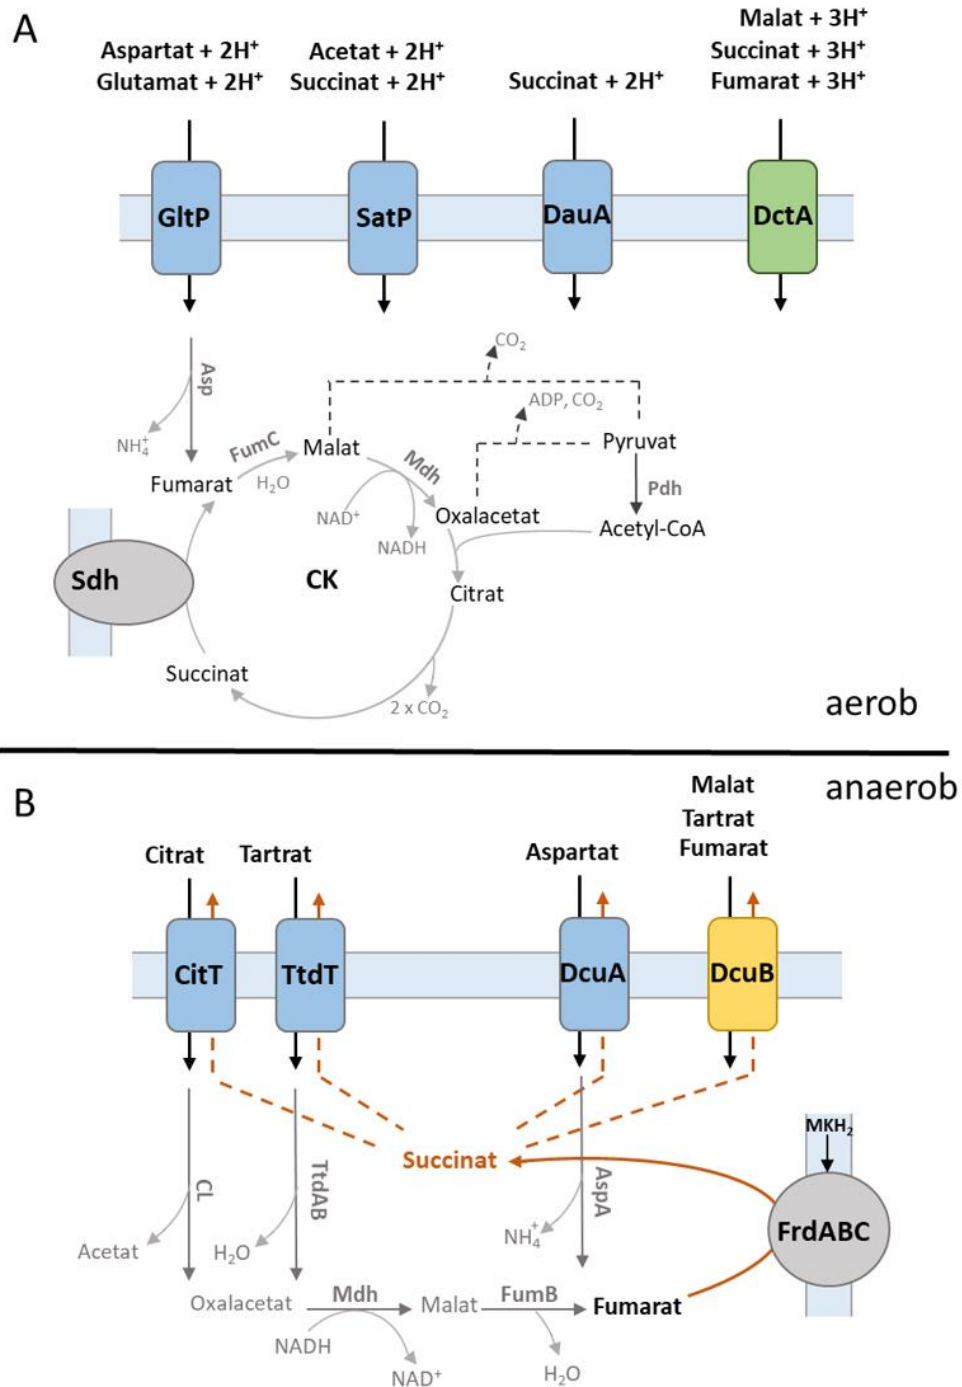 A
Aspartat + 2H⁺
Glutamat + 2H⁺
Acetat + 2H⁺
Succinat + 2H⁺
Succinat + 2H⁺
Malat + 3H⁺
Succinat + 3H⁺
Fumarat + 3H⁺
GltP
SatP
DauA
DctA
Asp
NH₄⁺
CO₂
ADP, CO₂
FumC
H₂O
Malat
Mdh
Pyruvat
Pdh
Fumarat
NAD⁺
NADH
Oxalacetat
Acetyl-CoA
Sdh
CK
Citrat
Succinat
2 x CO₂
aerob
B
anaerob
Citrat
Tartrat
Aspartat
Malat
Tartrat
Fumarat
CitT
TtdT
DcuA
DcuB
Succinat
MKH₂
CL
TtdAB
AspA
Acetat
H₂O
NH₄⁺
FrdABC
Oxalacetat
Mdh
Malat
FumB
Fumarat
NADH
NAD⁺
H₂O